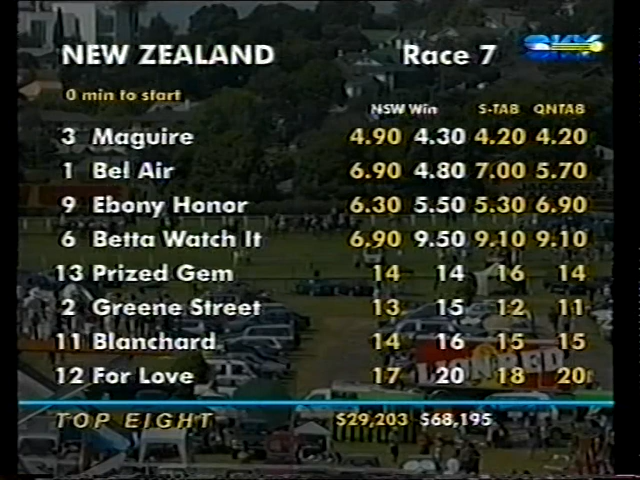 NEW ZEALAND Race 7 SKY
0 min to start
NSW Win S-TAB QNTAB
3 Maguire 4.90 4.30 4.20 4.20
1 Bel Air 6.90 4.80 7.00 5.70
9 Ebony Honor 6.30 5.50 5.30 6.90
6 Betta Watch It 6.90 9.50 9.10 9.10
13 Prized Gem 14 14 16 14
2 Greene Street 13 15 12 11
11 Blanchard 14 16 15 15
12 For Love 17 20 18 20
LION RED
TOP EIGHT $29,203 $68,195